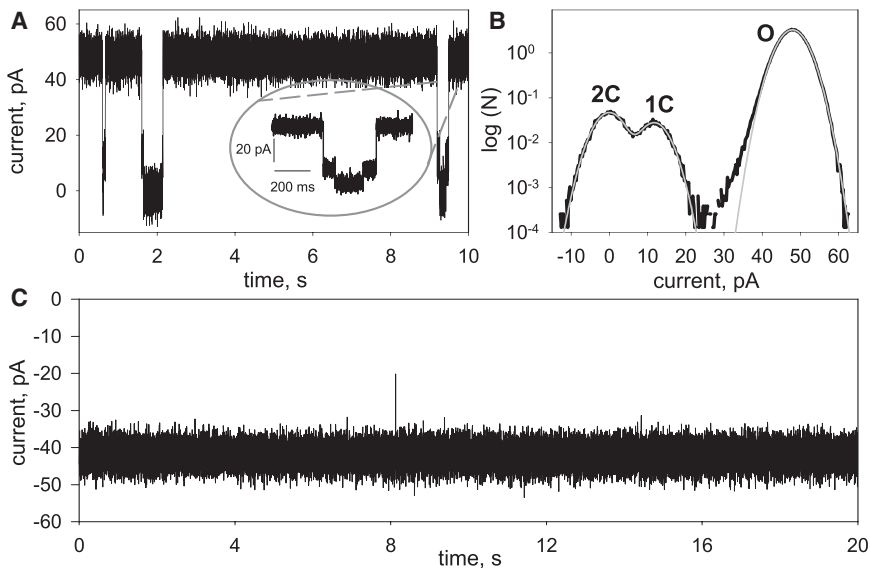 A
60
40
20
0
current, pA
20 pA
200 ms
0 2 4 6 8 10
time, s
B
O
2C
1C
10⁰
10⁻¹
10⁻²
10⁻³
10⁻⁴
log (N)
-10 0 10 20 30 40 50 60
current, pA
C
0
-10
-20
-30
-40
-50
-60
current, pA
0 4 8 12 16 20
time, s